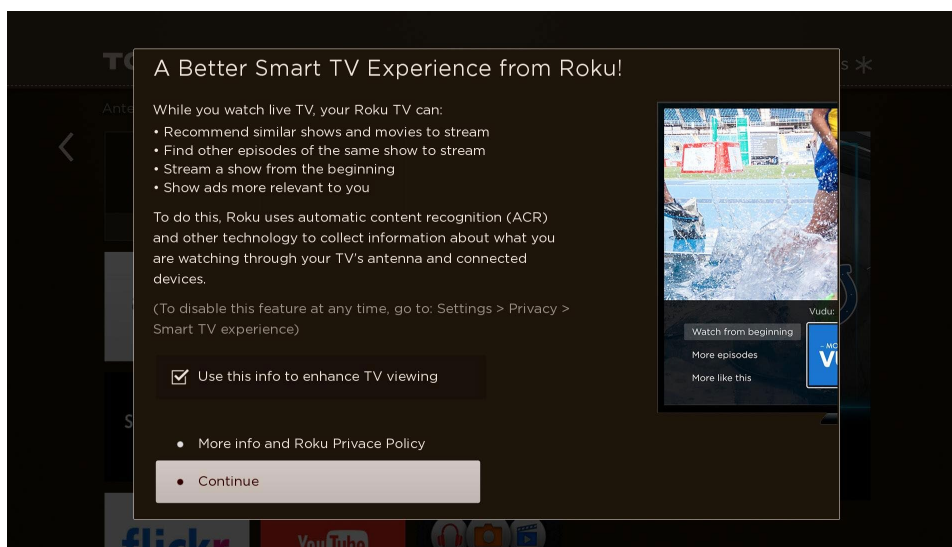 TC
A Better Smart TV Experience from Roku!
s
Ante
While you watch live TV, your Roku TV can:
• Recommend similar shows and movies to stream
• Find other episodes of the same show to stream
• Stream a show from the beginning
• Show ads more relevant to you
To do this, Roku uses automatic content recognition (ACR)
and other technology to collect information about what you
are watching through your TV's antenna and connected
devices.
(To disable this feature at any time, go to: Settings > Privacy >
Smart TV experience)
Vudu:
Watch from beginning
More episodes
More like this
- MO
VU
Use this info to enhance TV viewing
S
• More info and Roku Privace Policy
• Continue
flickr
YouTube